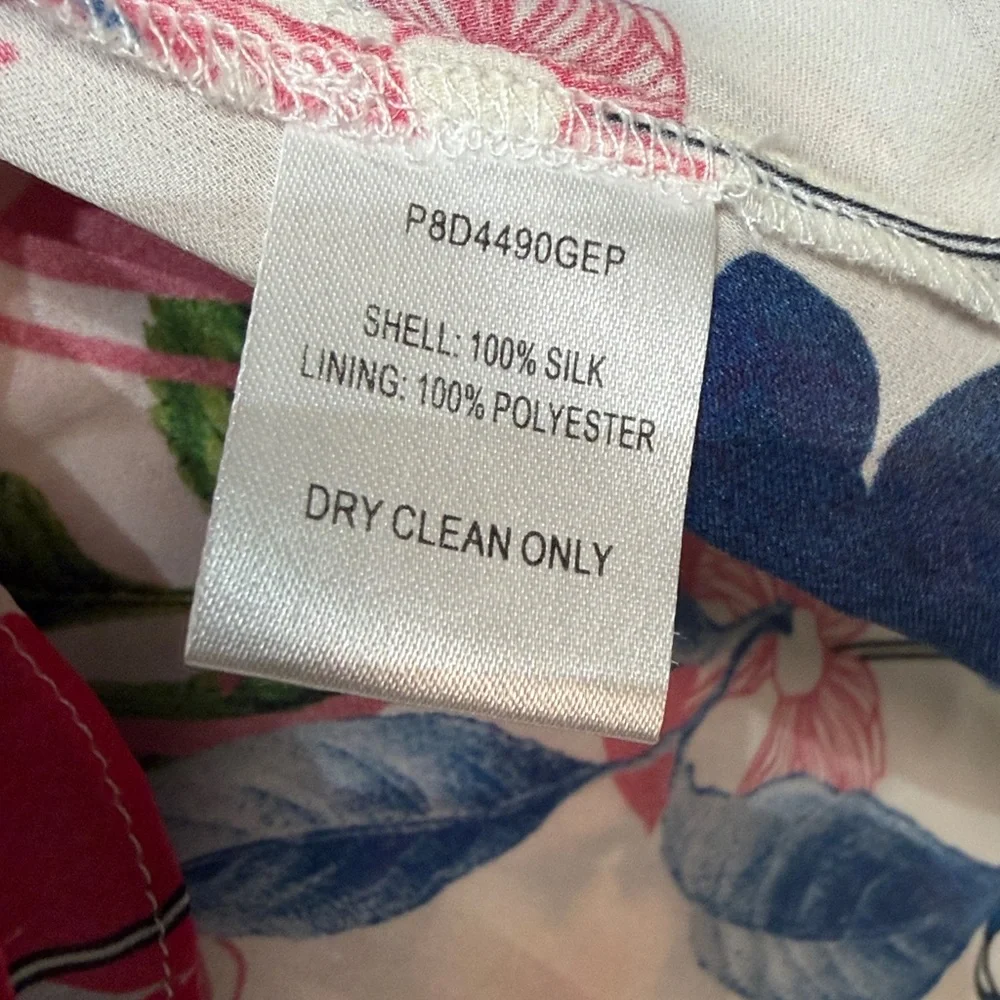 P8D4490GEP
SHELL: 100% SILK
LINING: 100% POLYESTER
DRY CLEAN ONLY